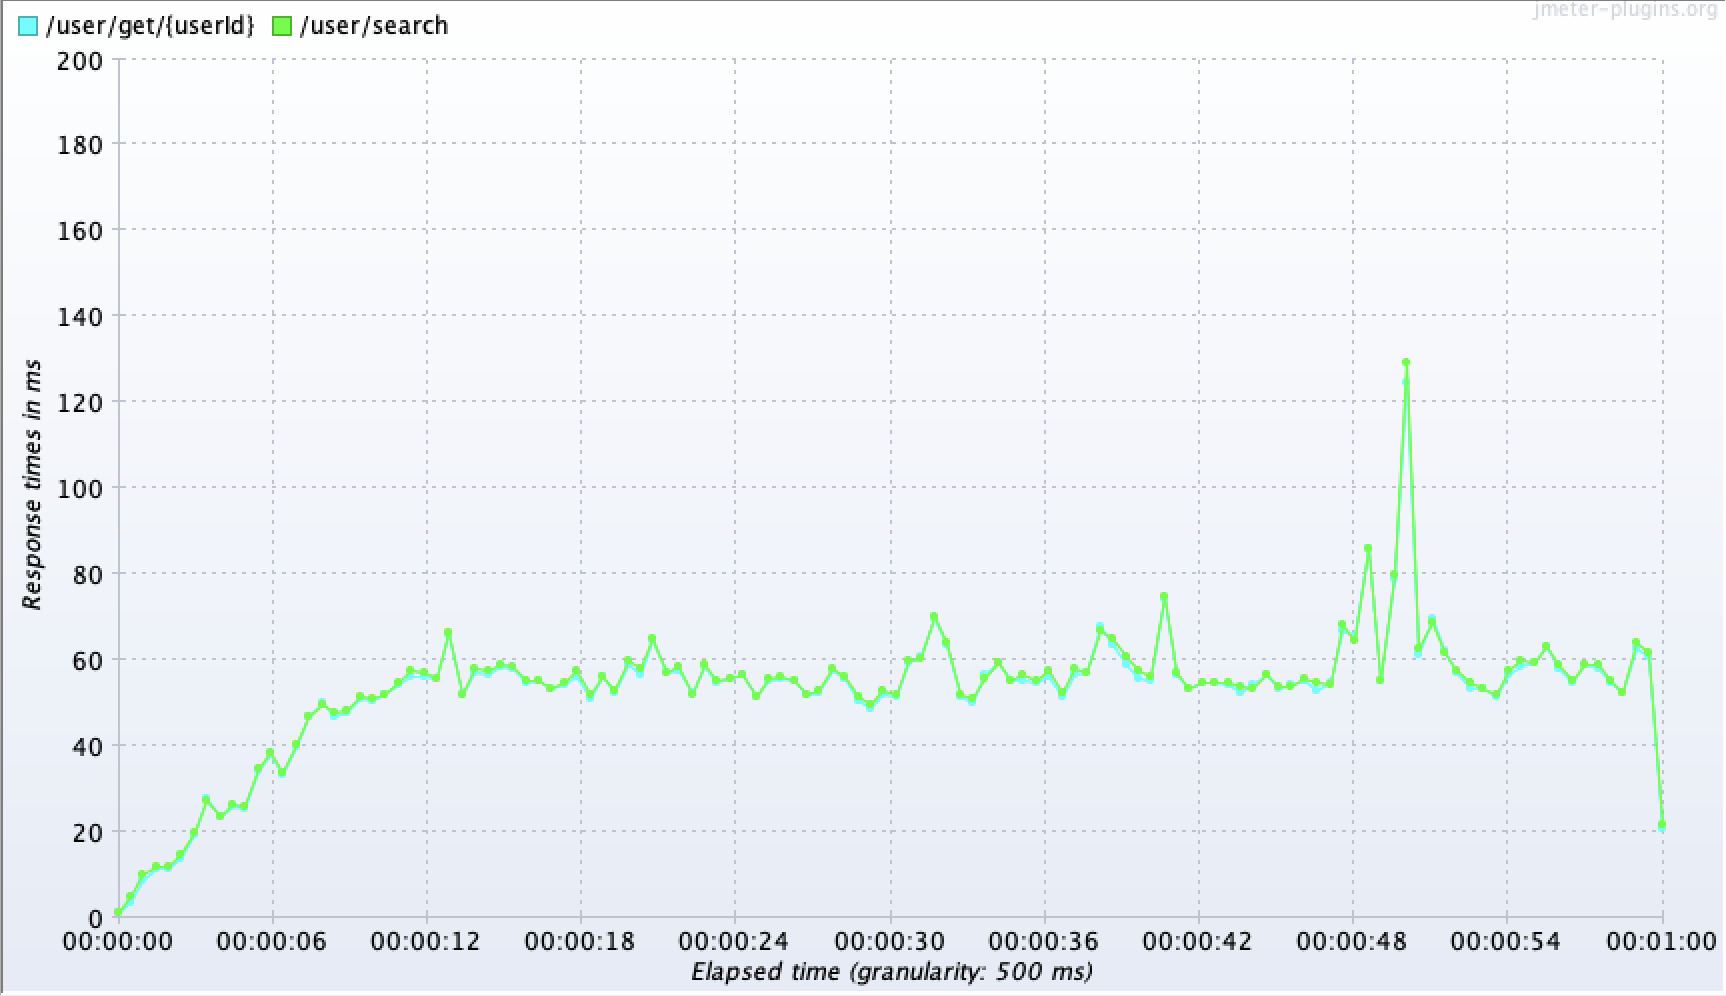 jmeter-plugins.org
/user/get/{userId} /user/search
200
180
160
140
120
100
80
60
40
20
0
Response times in ms
00:00:00 00:00:06 00:00:12 00:00:18 00:00:24 00:00:30 00:00:36 00:00:42 00:00:48 00:00:54 00:01:00
Elapsed time (granularity: 500 ms)